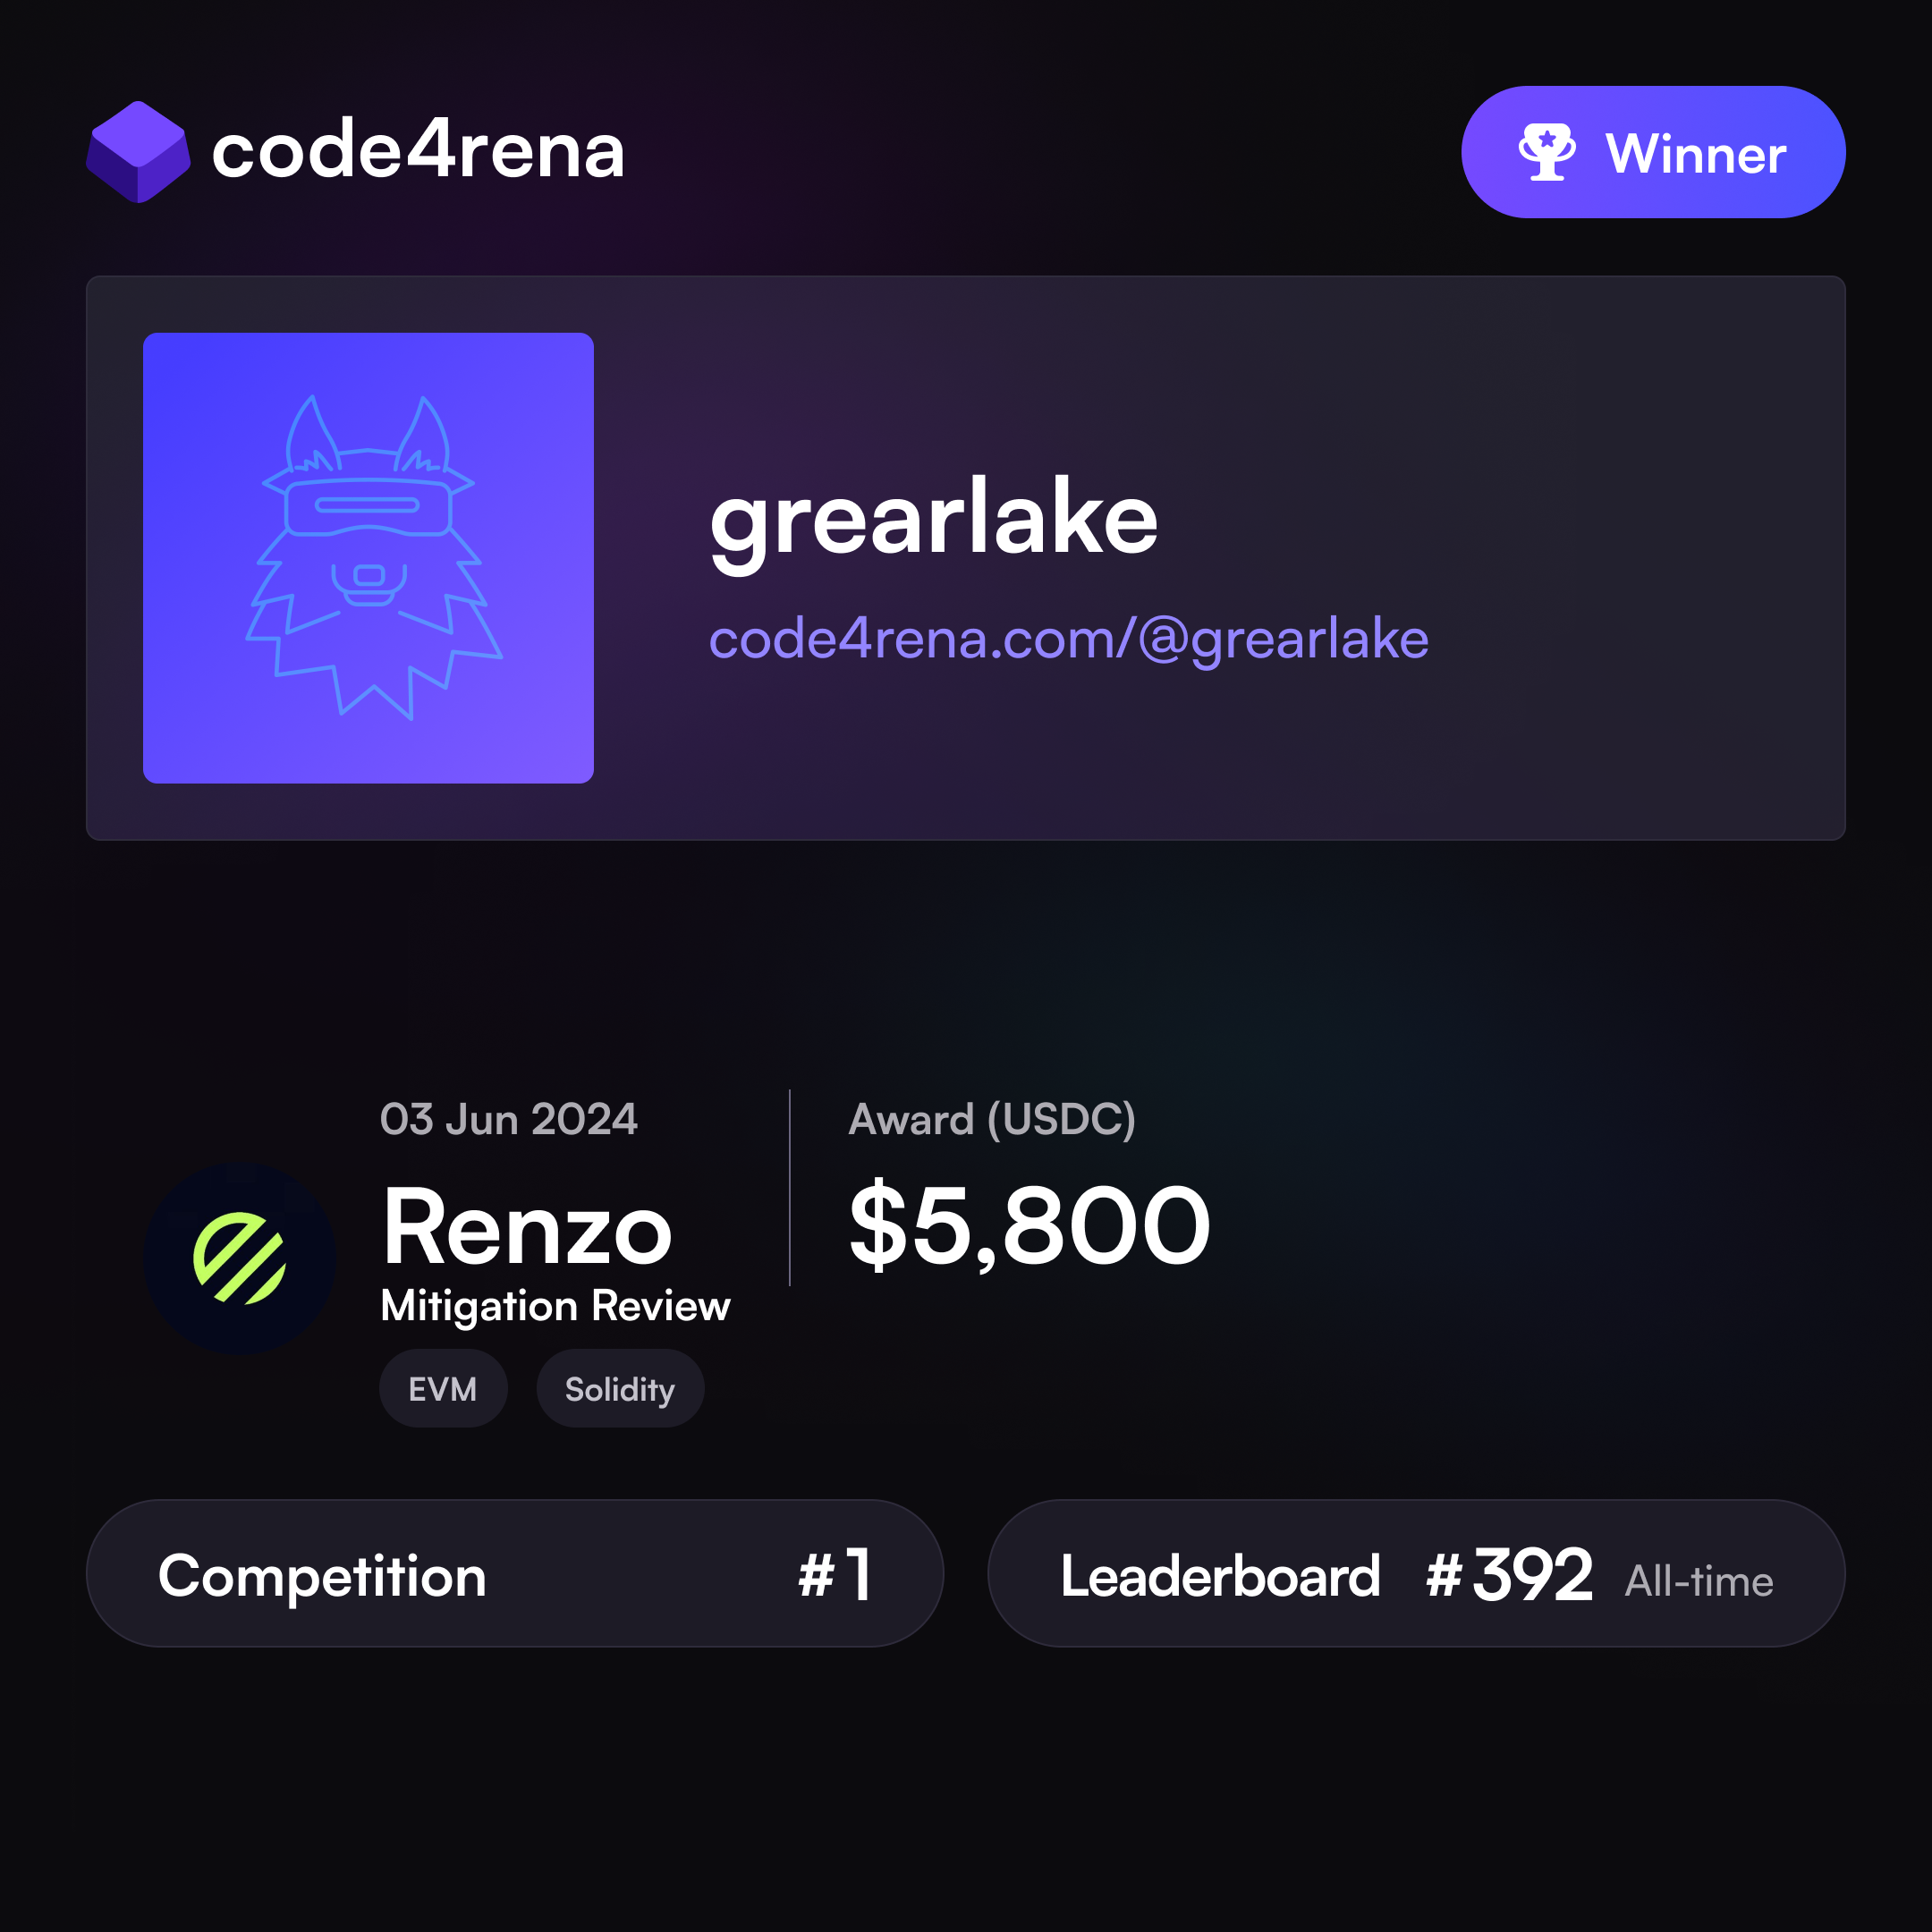 code4rena
Winner
grearlake
code4rena.com/@grearlake
03 Jun 2024
Renzo
Mitigation Review
EVM
Solidity
Award (USDC)
$5,800
Competition #1
Leaderboard #392 All-time